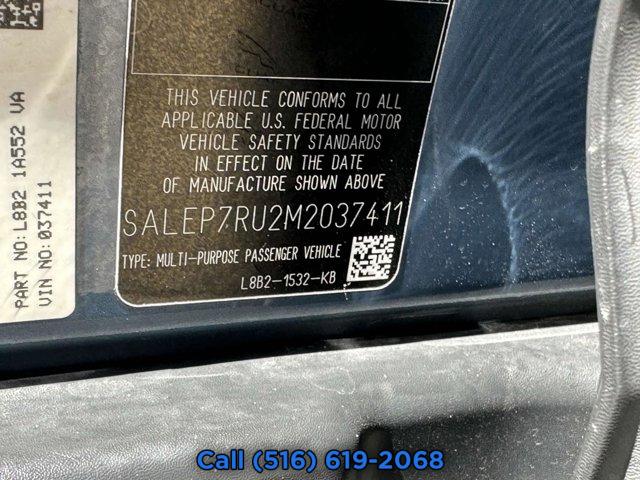 PART NO: L8B2 1A552 VA
VIN NO: 037411
THIS VEHICLE CONFORMS TO ALL
APPLICABLE U.S. FEDERAL MOTOR
VEHICLE SAFETY STANDARDS
IN EFFECT ON THE DATE
OF MANUFACTURE SHOWN ABOVE
SALEP7RU2M2037411
TYPE: MULTI-PURPOSE PASSENGER VEHICLE
L8B2-1532-KB
Call (516) 619-2068